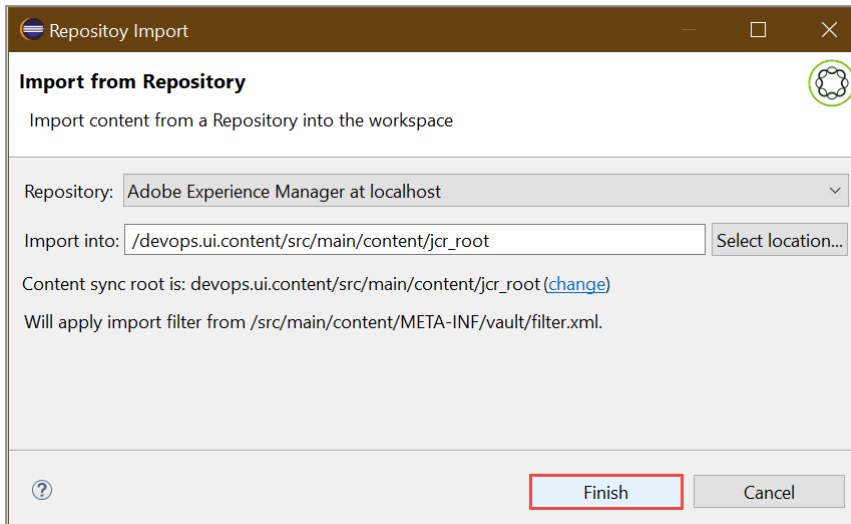 Repositoy Import
Import from Repository
Import content from a Repository into the workspace
Repository: Adobe Experience Manager at localhost
Import into: /devops.ui.content/src/main/content/jcr_root Select location...
Content sync root is: devops.ui.content/src/main/content/jcr_root (change)
Will apply import filter from /src/main/content/META-INF/vault/filter.xml.
? Finish Cancel